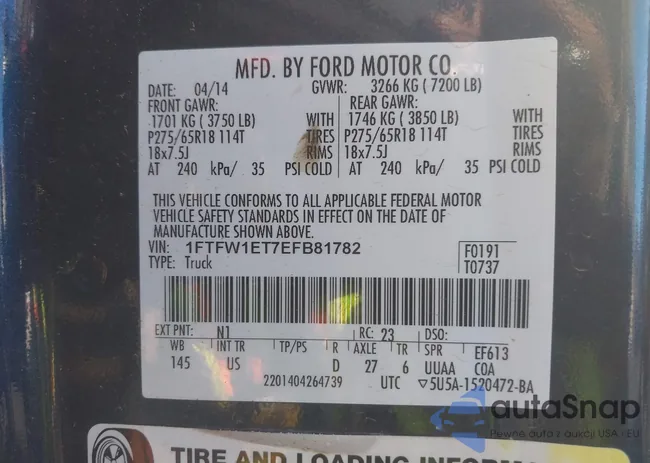 MFD. BY FORD MOTOR CO.
DATE: 04/14 GVWR: 3266 KG ( 7200 LB)
FRONT GAWR: REAR GAWR:
1701 KG ( 3750 LB) WITH 1746 KG ( 3850 LB) WITH
P275/65R18 114T TIRES P275/65R18 114T TIRES
18x7.5J RIMS 18x7.5J RIMS
AT 240 kPa/ 35 PSI COLD AT 240 kPa/ 35 PSI COLD
THIS VEHICLE CONFORMS TO ALL APPLICABLE FEDERAL MOTOR
VEHICLE SAFETY STANDARDS IN EFFECT ON THE DATE OF
MANUFACTURE SHOWN ABOVE.
VIN: 1FTFW1ET7EFB81782 F0191
TYPE: Truck T0737
EXT PNT: N1 RC: 23 DSO:
WB INT TR TP/PS R AXLE TR SPR EF613
145 US D 27 6 UUAA COA
2201404264739 UTC ▽5U5A-1520472-BA
autaSnap
Pewne auta z aukcji USA - EU
TIRE AND LOADING